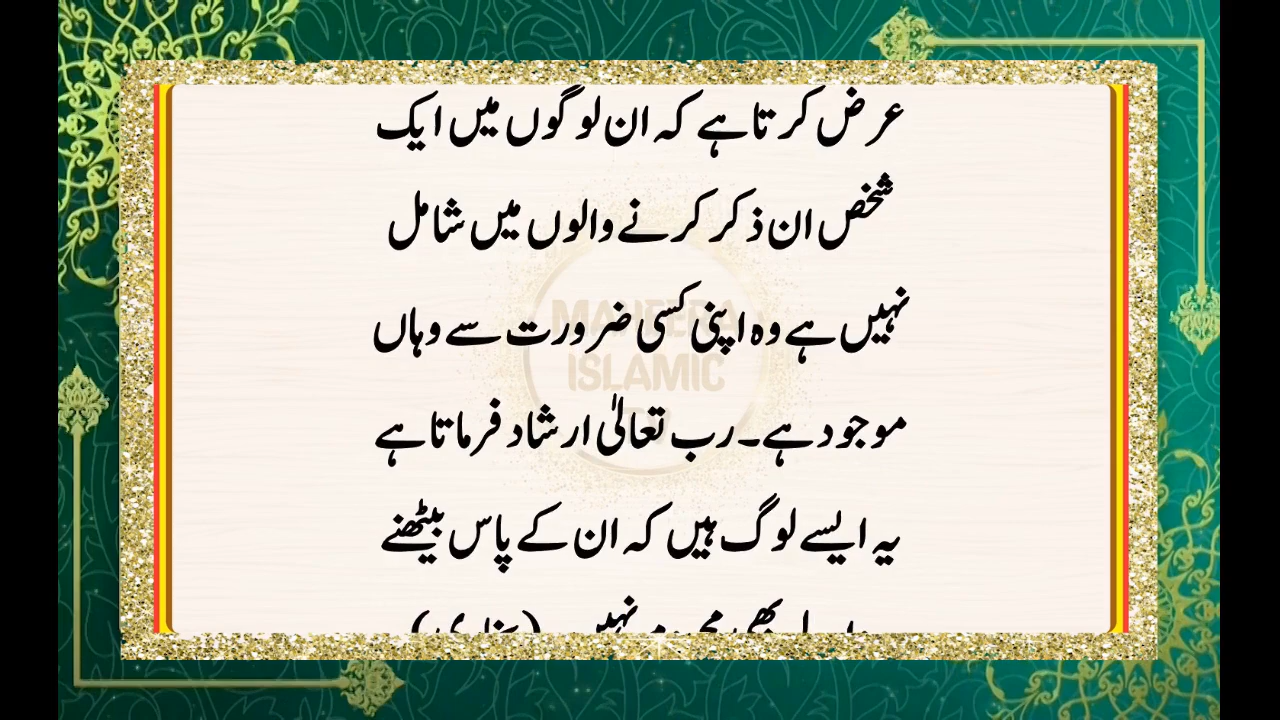 عرض کرتا ہے کہ ان لوگوں میں ایک
شخص ان ذکر کرنے والوں میں شامل
نہیں ہے وہ اپنی کسی ضرورت سے وہاں
موجود ہے۔ رب تعالیٰ ارشاد فرماتا ہے
یہ ایسے لوگ ہیں کہ ان کے پاس بیٹھنے
ISLAMIC